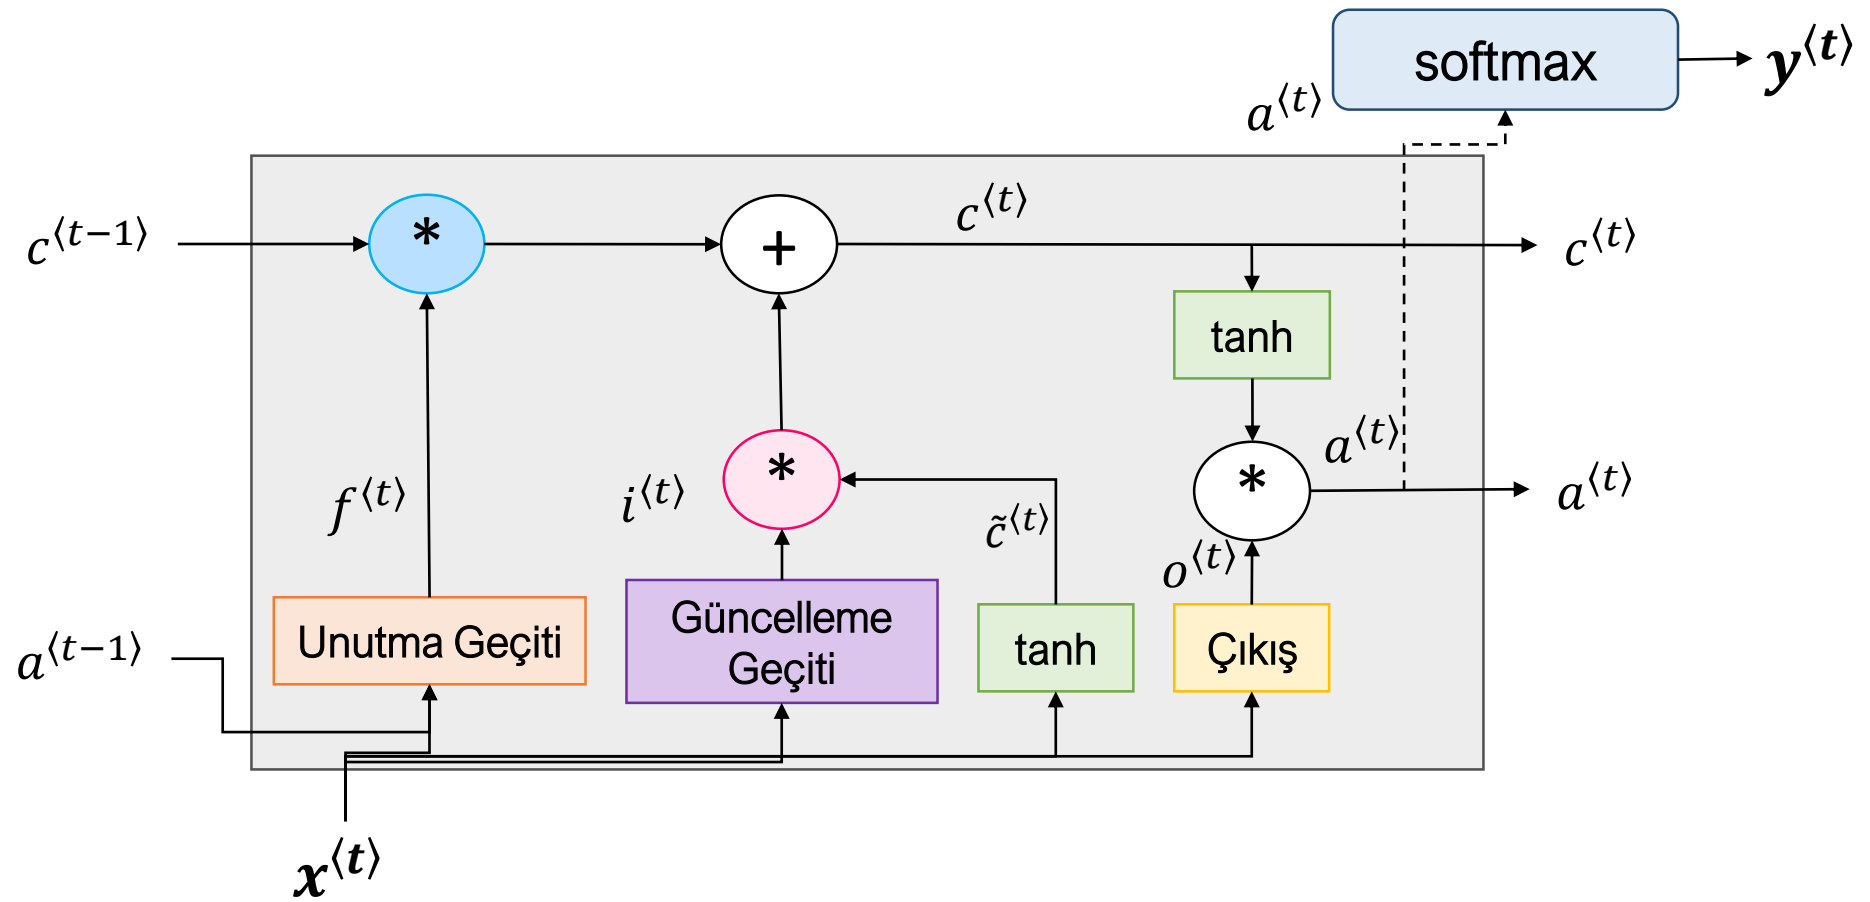 softmax
y⟨t⟩
a⟨t⟩
c⟨t−1⟩
*
+
c⟨t⟩
c⟨t⟩
tanh
f⟨t⟩
i⟨t⟩
*
c̃⟨t⟩
a⟨t⟩
*
a⟨t⟩
o⟨t⟩
a⟨t−1⟩
Unutma Geçiti
Güncelleme
Geçiti
tanh
Çıkış
x⟨t⟩